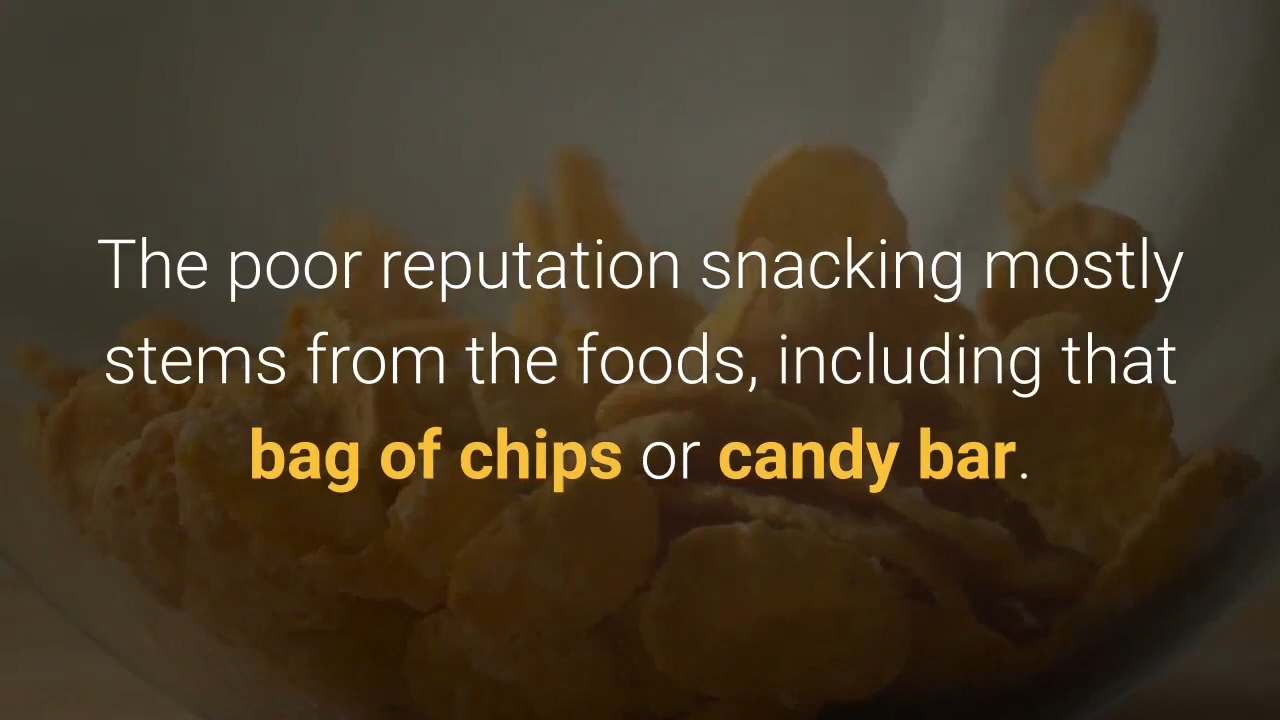 The poor reputation snacking mostly
stems from the foods, including that
bag of chips or candy bar.